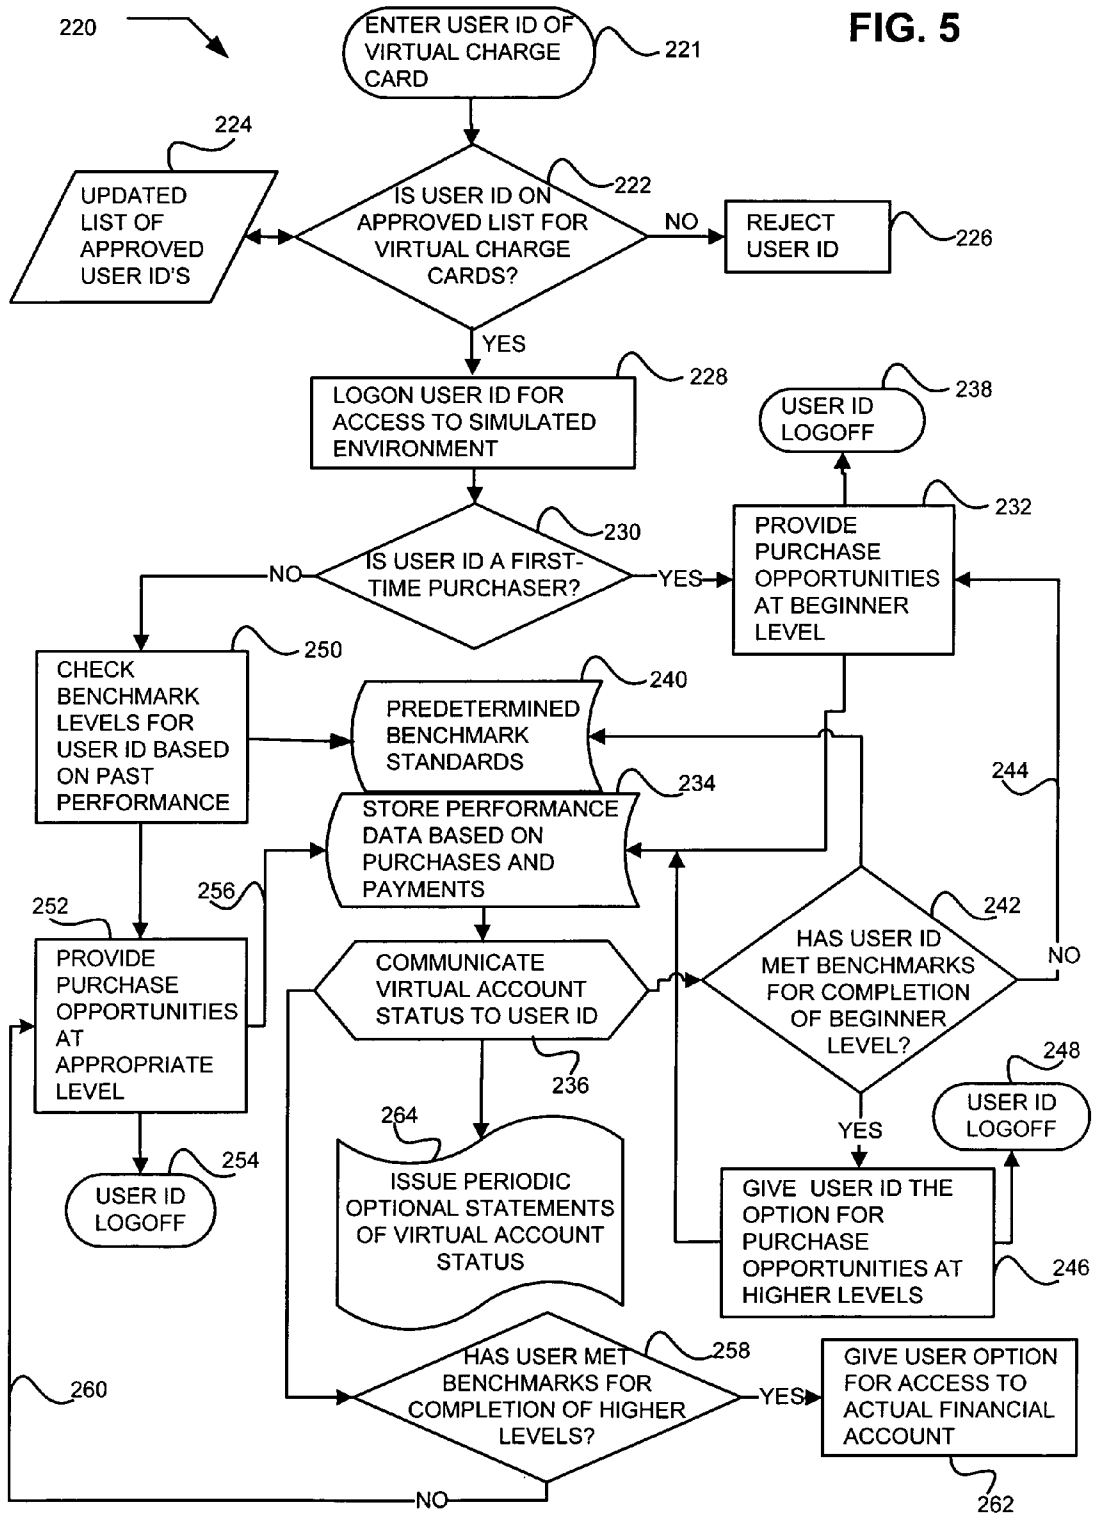 220
ENTER USER ID OF
VIRTUAL CHARGE
CARD
221
FIG. 5
224
UPDATED
LIST OF
APPROVED
USER ID'S
IS USER ID ON
APPROVED LIST FOR
VIRTUAL CHARGE
CARDS?
222
NO
REJECT
USER ID
226
YES
LOGON USER ID FOR
ACCESS TO SIMULATED
ENVIRONMENT
228
USER ID
LOGOFF
238
IS USER ID A FIRST-
TIME PURCHASER?
230
NO
YES
PROVIDE
PURCHASE
OPPORTUNITIES
AT BEGINNER
LEVEL
232
CHECK
BENCHMARK
LEVELS FOR
USER ID BASED
ON PAST
PERFORMANCE
250
PREDETERMINED
BENCHMARK
STANDARDS
240
STORE PERFORMANCE
DATA BASED ON
PURCHASES AND
PAYMENTS
234
244
256
252
PROVIDE
PURCHASE
OPPORTUNITIES
AT
APPROPRIATE
LEVEL
COMMUNICATE
VIRTUAL ACCOUNT
STATUS TO USER ID
236
HAS USER ID
MET BENCHMARKS
FOR COMPLETION
OF BEGINNER
LEVEL?
242
NO
YES
248
USER ID
LOGOFF
254
USER ID
LOGOFF
264
ISSUE PERIODIC
OPTIONAL STATEMENTS
OF VIRTUAL ACCOUNT
STATUS
GIVE USER ID THE
OPTION FOR
PURCHASE
OPPORTUNITIES AT
HIGHER LEVELS
246
260
HAS USER MET
BENCHMARKS FOR
COMPLETION OF HIGHER
LEVELS?
258
YES
GIVE USER OPTION
FOR ACCESS TO
ACTUAL FINANCIAL
ACCOUNT
262
NO